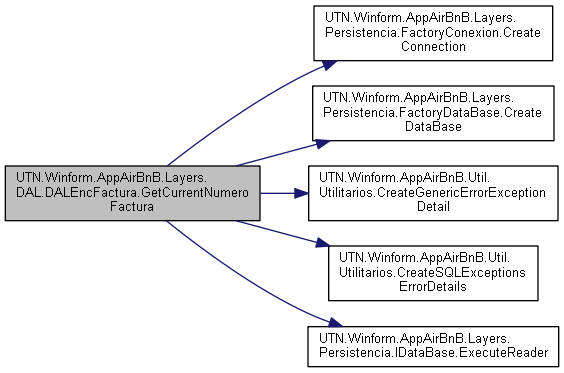 UTN.Winform.AppAirBnB.Layers.
DAL.DALEncFactura.GetCurrentNumero
Factura
UTN.Winform.AppAirBnB.Layers.
Persistencia.FactoryConexion.Create
Connection
UTN.Winform.AppAirBnB.Layers.
Persistencia.FactoryDataBase.Create
DataBase
UTN.Winform.AppAirBnB.Util.
Utilitarios.CreateGenericErrorException
Detail
UTN.Winform.AppAirBnB.Util.
Utilitarios.CreateSQLExceptions
ErrorDetails
UTN.Winform.AppAirBnB.Layers.
Persistencia.IDataBase.ExecuteReader